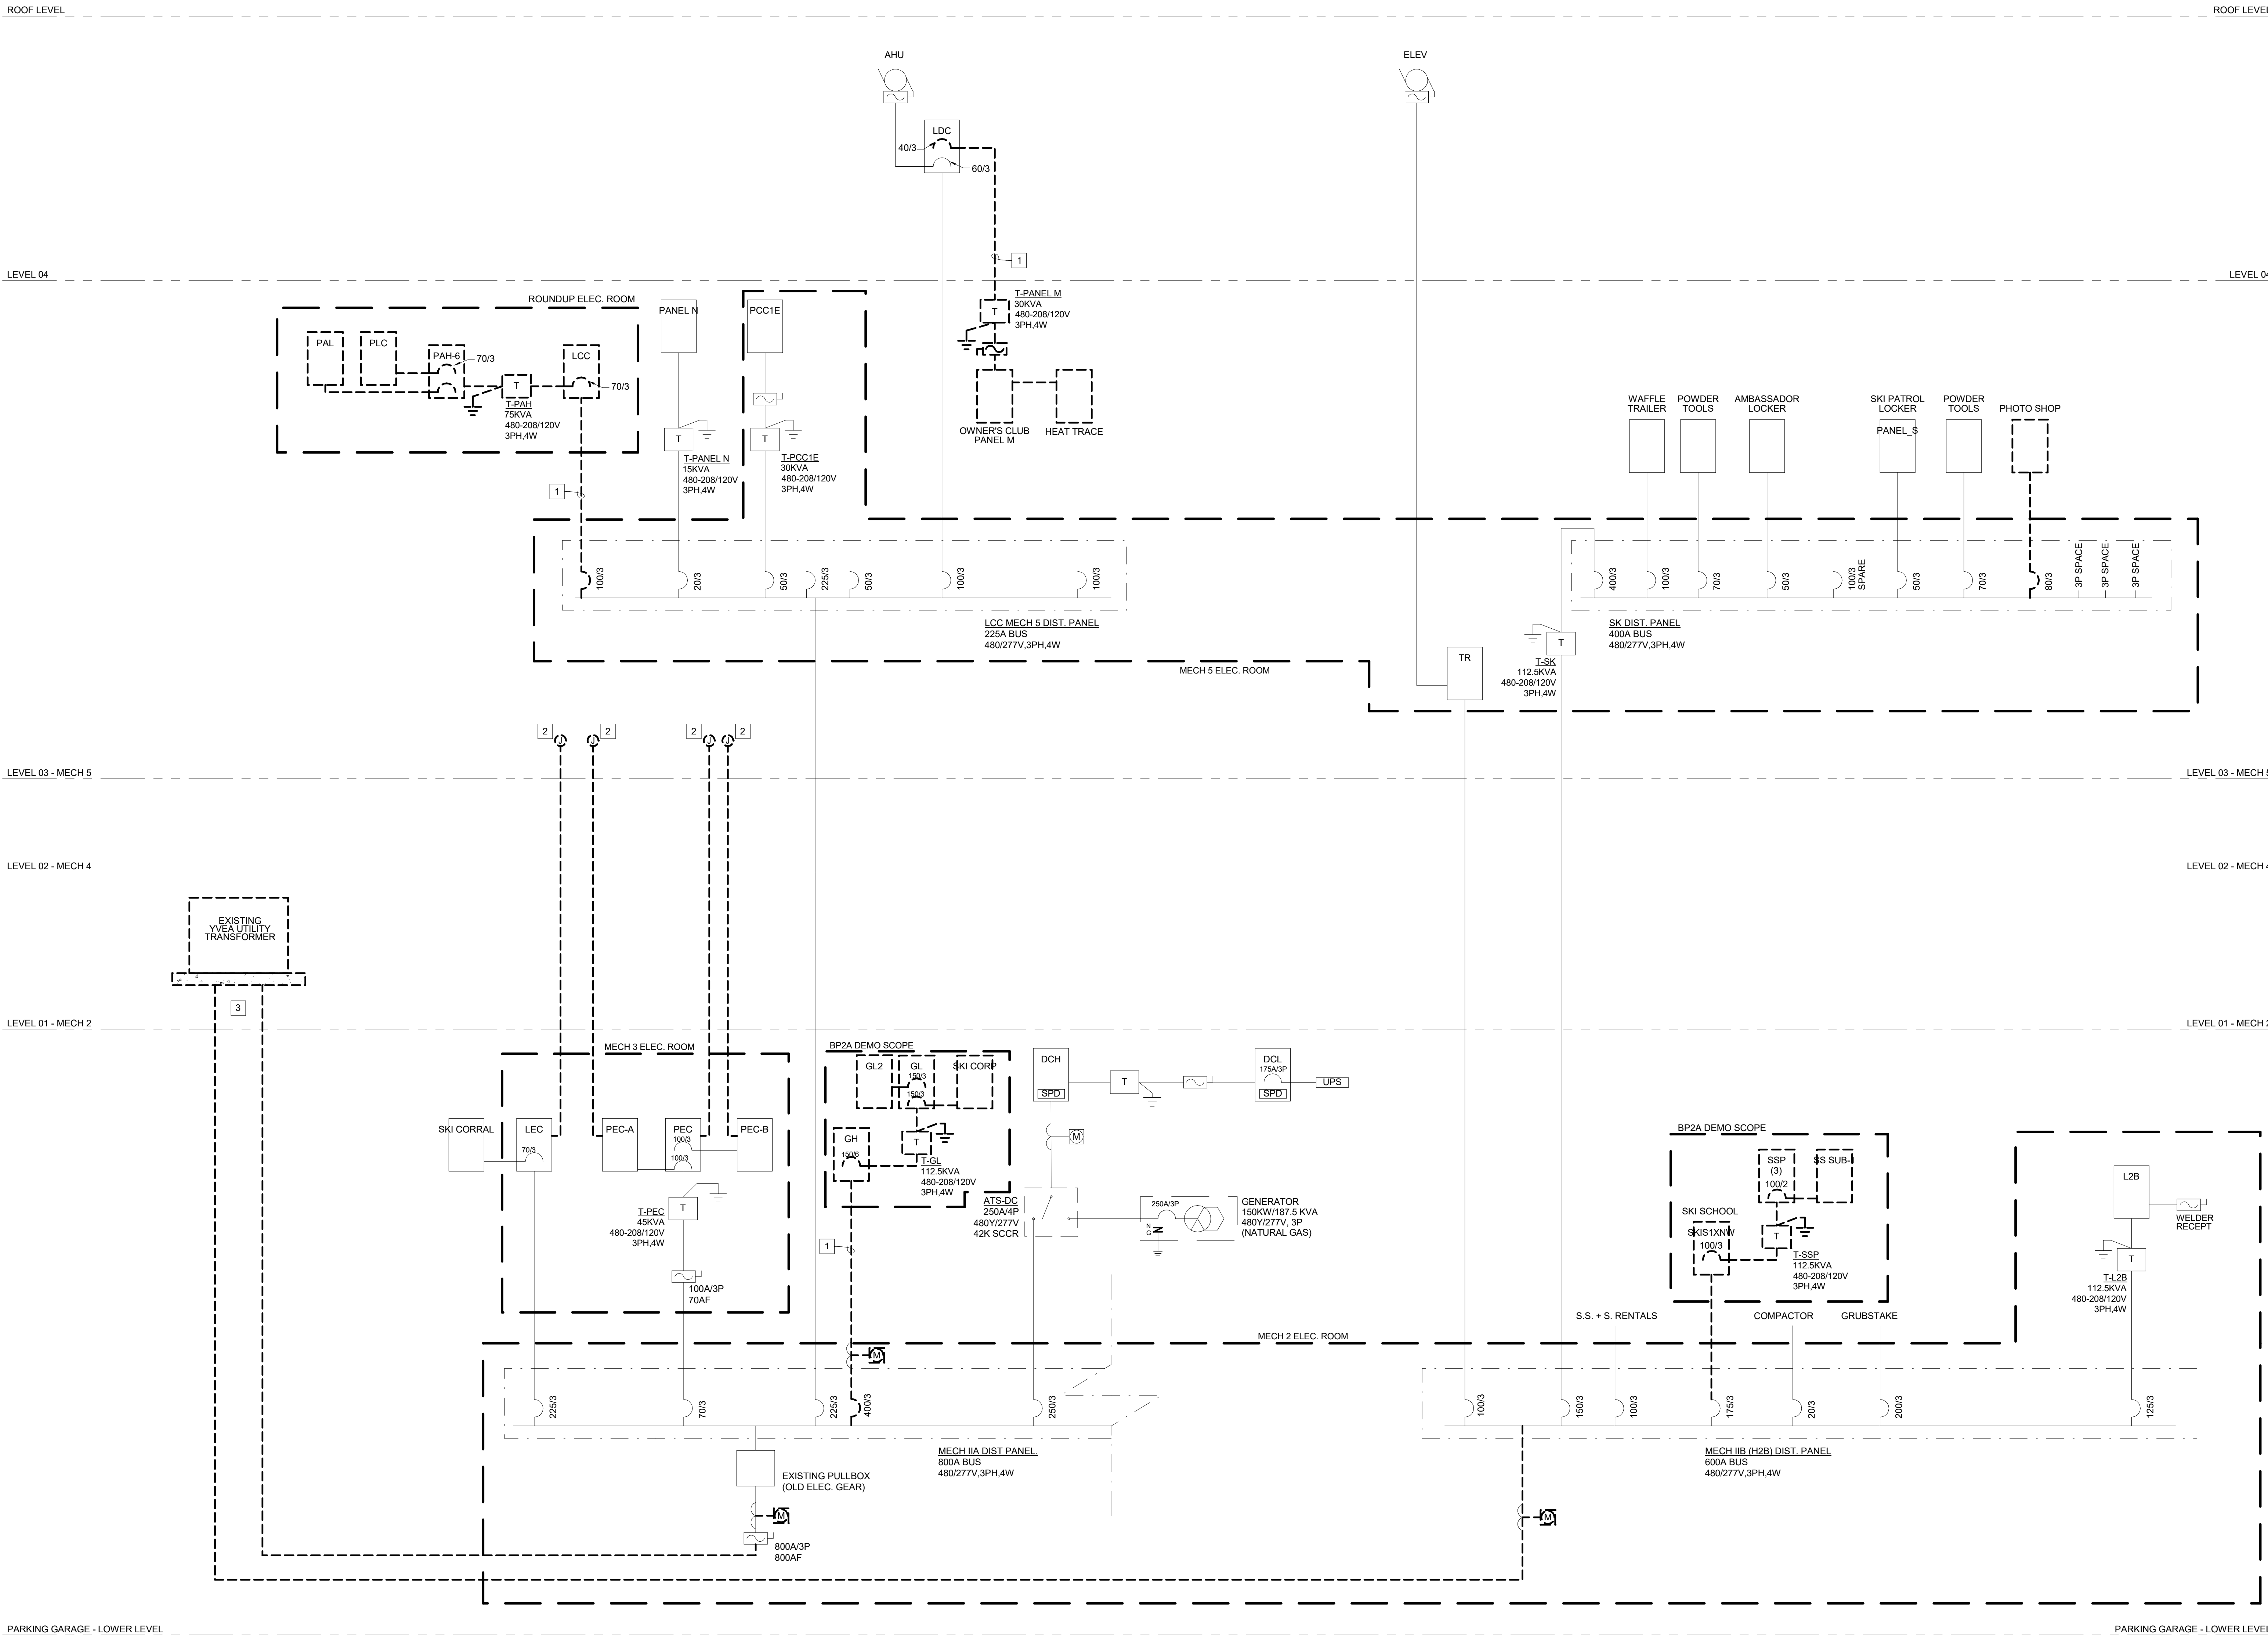 ROOF LEVEL
ROOF LEVEL
AHU
ELEV
LDC
40/3
60/3
1
LEVEL 04
LEVEL 04
ROUNDUP ELEC. ROOM
PAL
PLC
PAH-6
70/3
LCC
70/3
T
T-PAH
75KVA
480-208/120V
3PH,4W
1
PANEL N
T
T-PANEL N
15KVA
480-208/120V
3PH,4W
PCC1E
T
T-PCC1E
30KVA
480-208/120V
3PH,4W
T
T-PANEL M
30KVA
480-208/120V
3PH,4W
OWNER'S CLUB
PANEL M
HEAT TRACE
WAFFLE
TRAILER
POWDER
TOOLS
AMBASSADOR
LOCKER
SKI PATROL
LOCKER
PANEL_S
POWDER
TOOLS
PHOTO SHOP
100/3
20/3
50/3
225/3
50/3
100/3
100/3
LCC MECH 5 DIST. PANEL
225A BUS
480/277V,3PH,4W
400/3
100/3
70/3
50/3
100/3
SPARE
50/3
70/3
80/3
3P SPACE
3P SPACE
3P SPACE
SK DIST. PANEL
400A BUS
480/277V,3PH,4W
T
T-SK
112.5KVA
480-208/120V
3PH,4W
TR
MECH 5 ELEC. ROOM
2
J
J
2
2
J
J
2
LEVEL 03 - MECH 5
LEVEL 03 - MECH 5
LEVEL 02 - MECH 4
LEVEL 02 - MECH 4
EXISTING
YVEA UTILITY
TRANSFORMER
3
LEVEL 01 - MECH 2
LEVEL 01 - MECH 2
MECH 3 ELEC. ROOM
SKI CORRAL
LEC
70/3
PEC-A
PEC
100/3
100/3
PEC-B
T
T-PEC
45KVA
480-208/120V
3PH,4W
100A/3P
70AF
BP2A DEMO SCOPE
GL2
GL
150/3
150/3
SKI CORP
GH
150/6
T
T-GL
112.5KVA
480-208/120V
3PH,4W
1
DCH
SPD
T
DCL
175A/3P
SPD
UPS
M
ATS-DC
250A/4P
480Y/277V
42K SCCR
250A/3P
N
G
GENERATOR
150KW/187.5 KVA
480Y/277V, 3P
(NATURAL GAS)
BP2A DEMO SCOPE
SSP
(3)
100/2
SS SUB-1
SKI SCHOOL
SKIS1XNW
100/3
T
T-SSP
112.5KVA
480-208/120V
3PH,4W
L2B
WELDER
RECEPT
T
T-L2B
112.5KVA
480-208/120V
3PH,4W
S.S. + S. RENTALS
COMPACTOR
GRUBSTAKE
MECH 2 ELEC. ROOM
M
225/3
70/3
225/3
400/3
250/3
100/3
150/3
100/3
175/3
20/3
200/3
125/3
MECH IIA DIST PANEL.
800A BUS
480/277V,3PH,4W
MECH IIB (H2B) DIST. PANEL
600A BUS
480/277V,3PH,4W
EXISTING PULLBOX
(OLD ELEC. GEAR)
M
M
800A/3P
800AF
PARKING GARAGE - LOWER LEVEL
PARKING GARAGE - LOWER LEVEL